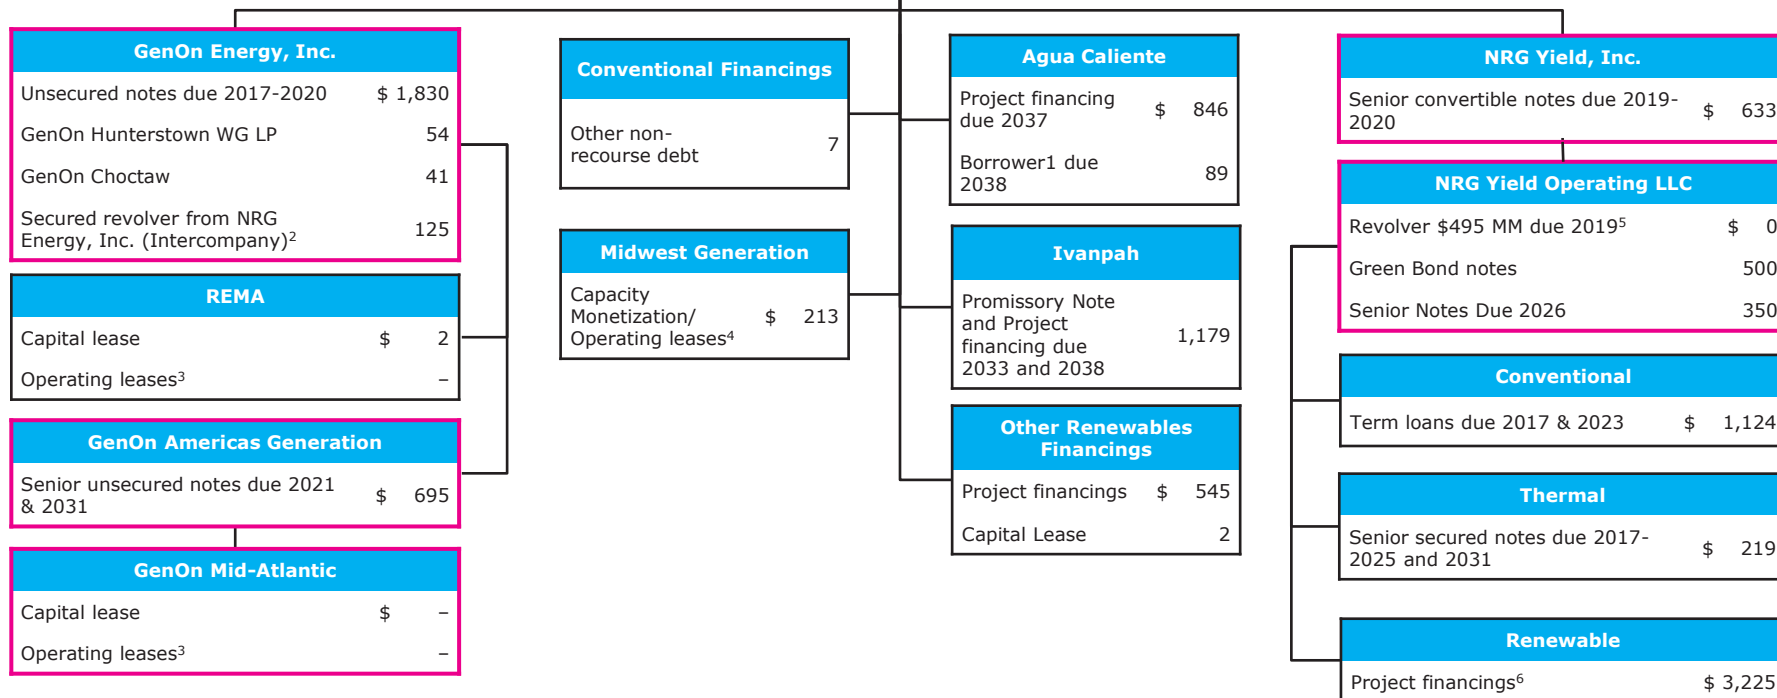 GenOn Energy, Inc.
Unsecured notes due 2017-2020 $ 1,830
GenOn Hunterstown WG LP 54
GenOn Choctaw 41
Secured revolver from NRG
Energy, Inc. (Intercompany)² 125
REMA
Capital lease $ 2
Operating leases³ –
GenOn Americas Generation
Senior unsecured notes due 2021
& 2031 $ 695
GenOn Mid-Atlantic
Capital lease $ –
Operating leases³ –
Conventional Financings
Other non-
recourse debt 7
Midwest Generation
Capacity
Monetization/
Operating leases⁴ $ 213
Agua Caliente
Project financing
due 2037 $ 846
Borrower1 due
2038 89
Ivanpah
Promissory Note
and Project
financing due
2033 and 2038 1,179
Other Renewables
Financings
Project financings $ 545
Capital Lease 2
NRG Yield, Inc.
Senior convertible notes due 2019-
2020 $ 633
NRG Yield Operating LLC
Revolver $495 MM due 2019⁵ $ 0
Green Bond notes 500
Senior Notes Due 2026 350
Conventional
Term loans due 2017 & 2023 $ 1,124
Thermal
Senior secured notes due 2017-
2025 and 2031 $ 219
Renewable
Project financings⁶ $ 3,225